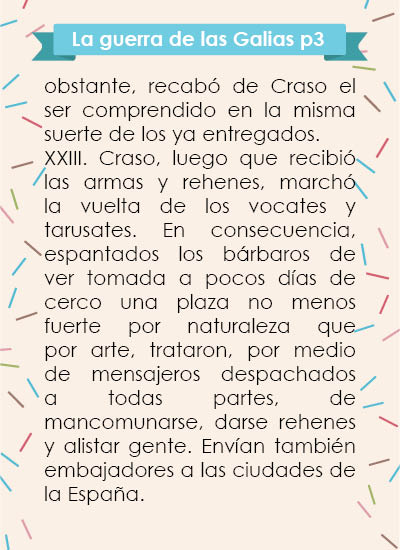 La guerra de las Galias p3
obstante, recabó de Craso el
ser comprendido en la misma
suerte de los ya entregados.
XXIII. Craso, luego que recibió
las armas y rehenes, marchó
la vuelta de los vocates y
tarusates. En consecuencia,
espantados los bárbaros de
ver tomada a pocos días de
cerco una plaza no menos
fuerte por naturaleza que
por arte, trataron, por medio
de mensajeros despachados
a todas partes, de
mancomunarse, darse rehenes
y alistar gente. Envían también
embajadores a las ciudades de
la España.